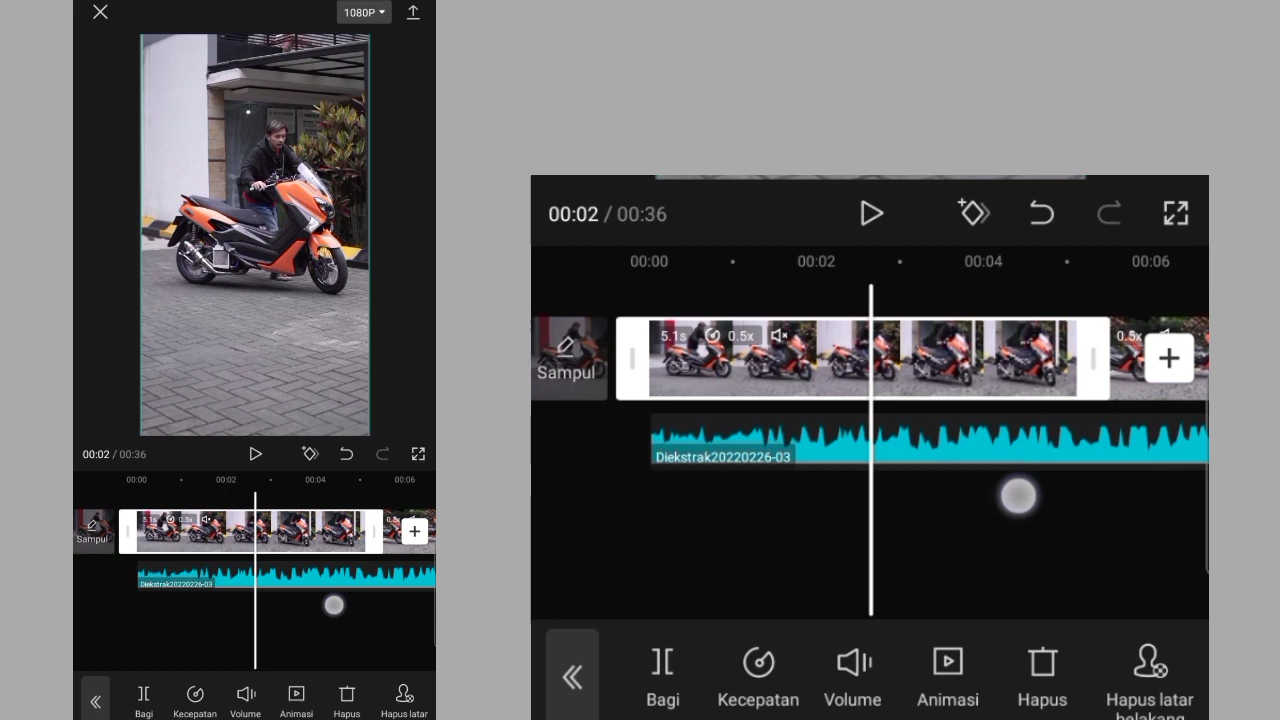 1080P
00:02 / 00:36
00:00
00:02
00:04
00:06
5.1s
0.5x
0.5x
Sampul
Diekstrak20220226-03
Bagi
Kecepatan
Volume
Animasi
Hapus
Hapus latar
00:02 / 00:36
00:00
00:02
00:04
00:06
5.1s
0.5x
0.5x
Sampul
Diekstrak20220226-03
Bagi
Kecepatan
Volume
Animasi
Hapus
Hapus latar
belakang